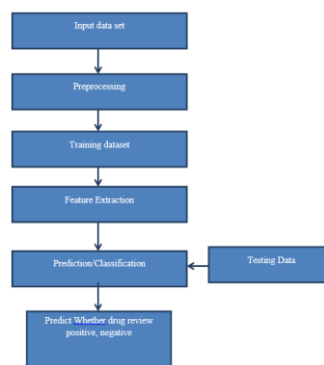 Input data set
Preprocessing
Training dataset
Feature Extraction
Prediction/Classification
Testing Data
Predict Whether drug review
positive, negative